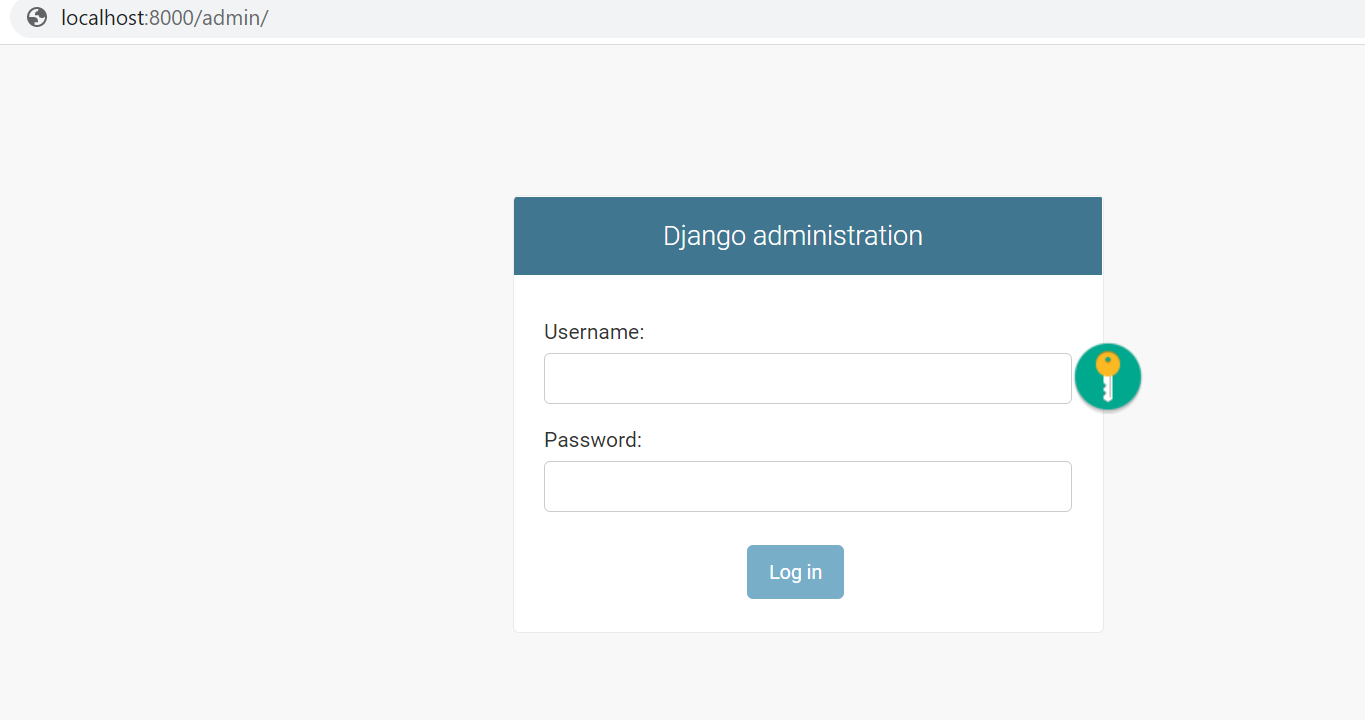 localhost:8000/admin/
Django administration
Username:
Password:
Log in